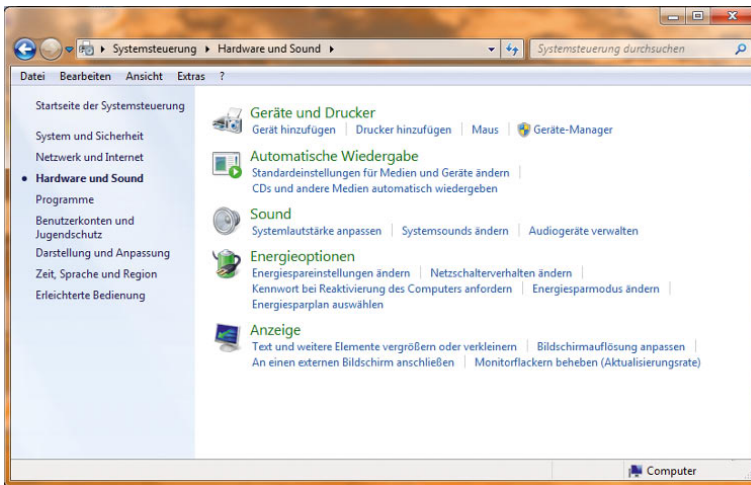 Systemsteuerung Hardware und Sound Systemsteuerung durchsuchen
Datei Bearbeiten Ansicht Extras ?
Startseite der Systemsteuerung
System und Sicherheit
Netzwerk und Internet
Hardware und Sound
Programme
Benutzerkonten und
Jugendschutz
Darstellung und Anpassung
Zeit, Sprache und Region
Erleichterte Bedienung
Geräte und Drucker
Gerät hinzufügen Drucker hinzufügen Maus Geräte-Manager
Automatische Wiedergabe
Standardeinstellungen für Medien und Geräte ändern
CDs und andere Medien automatisch wiedergeben
Sound
Systemlautstärke anpassen Systemsounds ändern Audiogeräte verwalten
Energieoptionen
Energiespareinstellungen ändern Netzschalterverhalten ändern
Kennwort bei Reaktivierung des Computers anfordern Energiesparmodus ändern
Energiesparplan auswählen
Anzeige
Text und weitere Elemente vergrößern oder verkleinern Bildschirmauflösung anpassen
An einen externen Bildschirm anschließen Monitorflackern beheben (Aktualisierungsrate)
Computer